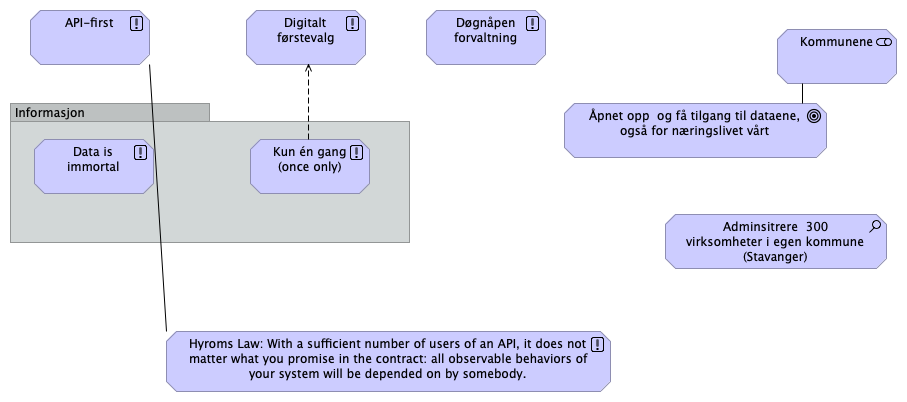 API-first
Digitalt
førstevalg
Døgnåpen
forvaltning
Kommunene
Informasjon
Data is
immortal
Kun én gang
(once only)
Åpnet opp  og få tilgang til dataene,
også for næringslivet vårt
Adminsitrere  300
virksomheter i egen kommune
(Stavanger)
Hyroms Law: With a sufficient number of users of an API, it does not
matter what you promise in the contract: all observable behaviors of
your system will be depended on by somebody.